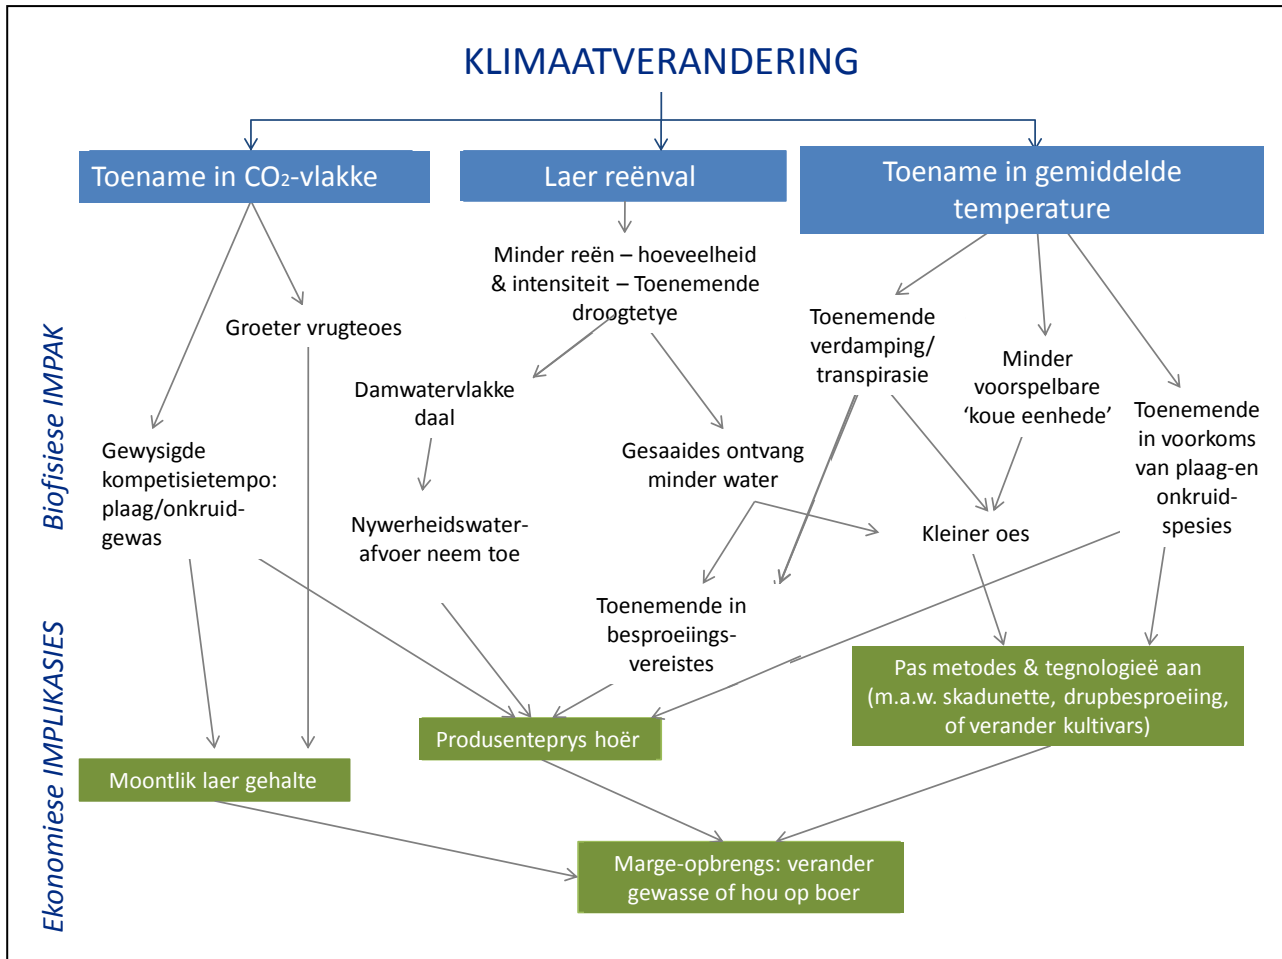 KLIMAATVERANDERING
Toename in CO₂-vlakke
Laer reënval
Toename in gemiddelde
temperature
Biofisiese IMPAK
Minder reën – hoeveelheid
& intensiteit – Toenemende
droogtetye
Groeter vrugteoes
Toenemende
verdamping/
transpirasie
Minder
voorspelbare
‘koue eenhede’
Damwatervlakke
daal
Toenemende
in voorkoms
van plaag-en
onkruid-
spesies
Gewysigde
kompetisietempo:
plaag/onkruid-
gewas
Gesaaides ontvang
minder water
Nywerheidswater-
afvoer neem toe
Kleiner oes
Toenemende in
besproeiings-
vereistes
Ekonomiese IMPLIKASIES
Pas metodes & tegnologieë aan
(m.a.w. skadunette, drupbesproeiing,
of verander kultivars)
Produsenteprys hoër
Moontlik laer gehalte
Marge-opbrengs: verander
gewasse of hou op boer